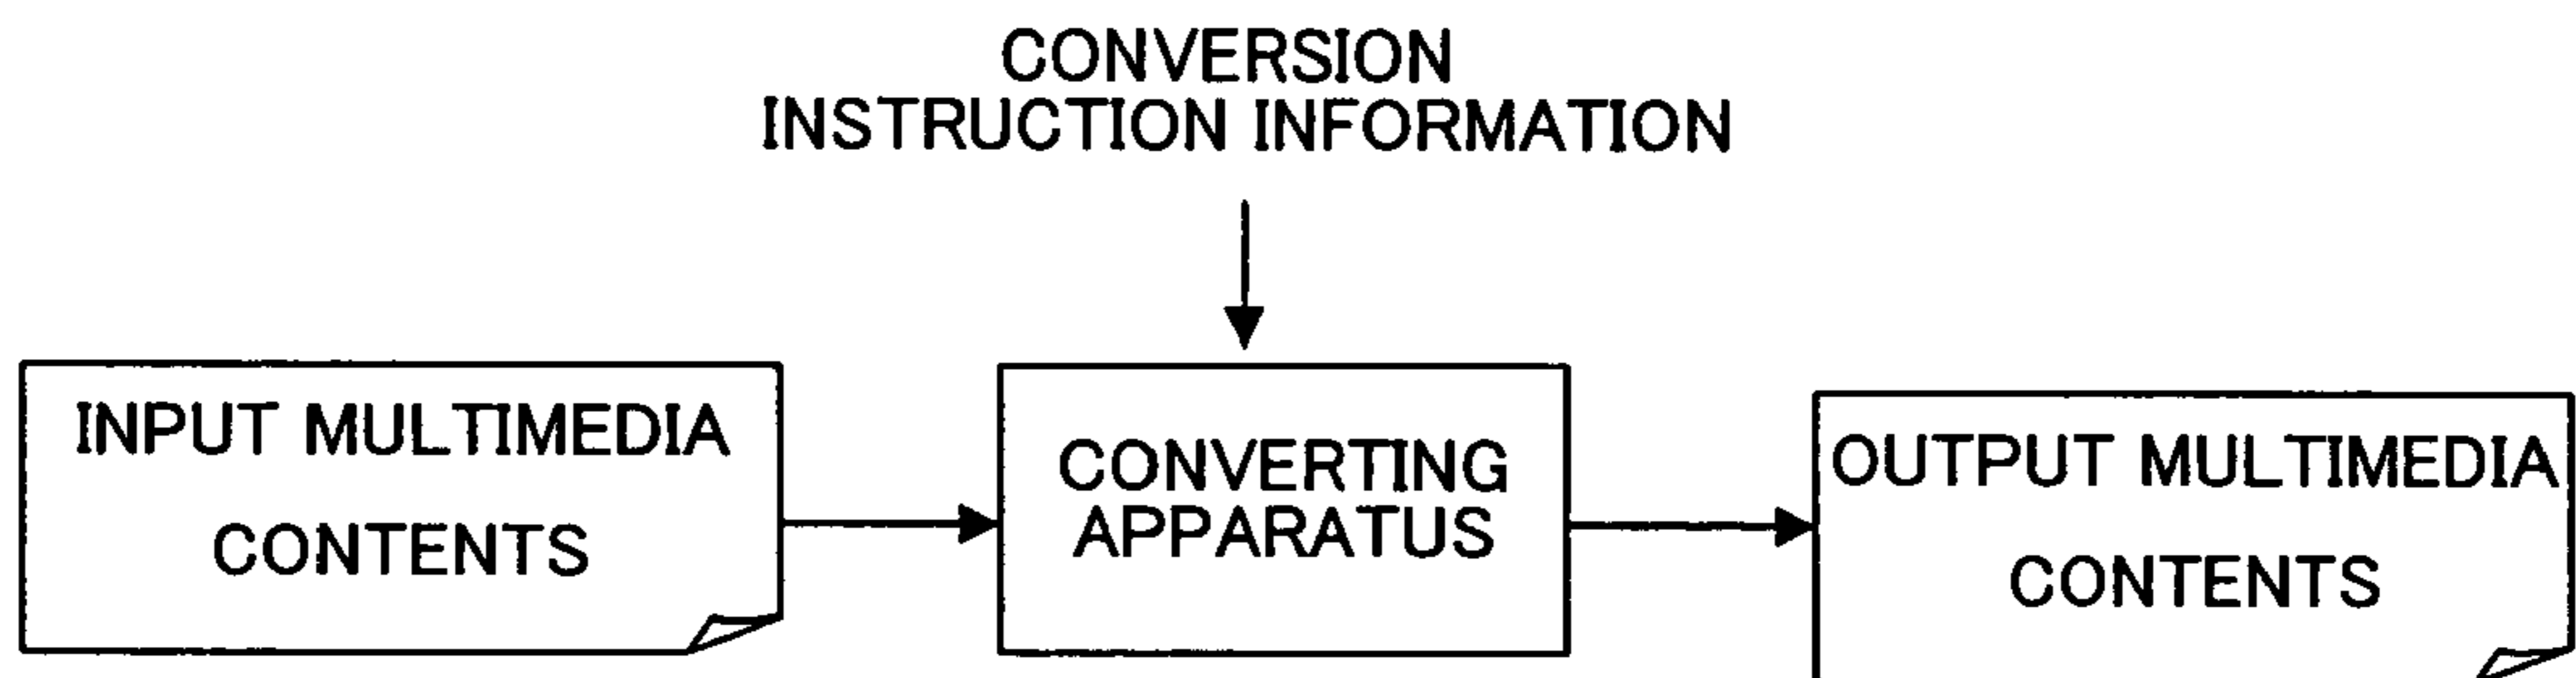 CONVERSION
INSTRUCTION INFORMATION
INPUT MULTIMEDIA
CONTENTS
CONVERTING
APPARATUS
OUTPUT MULTIMEDIA
CONTENTS